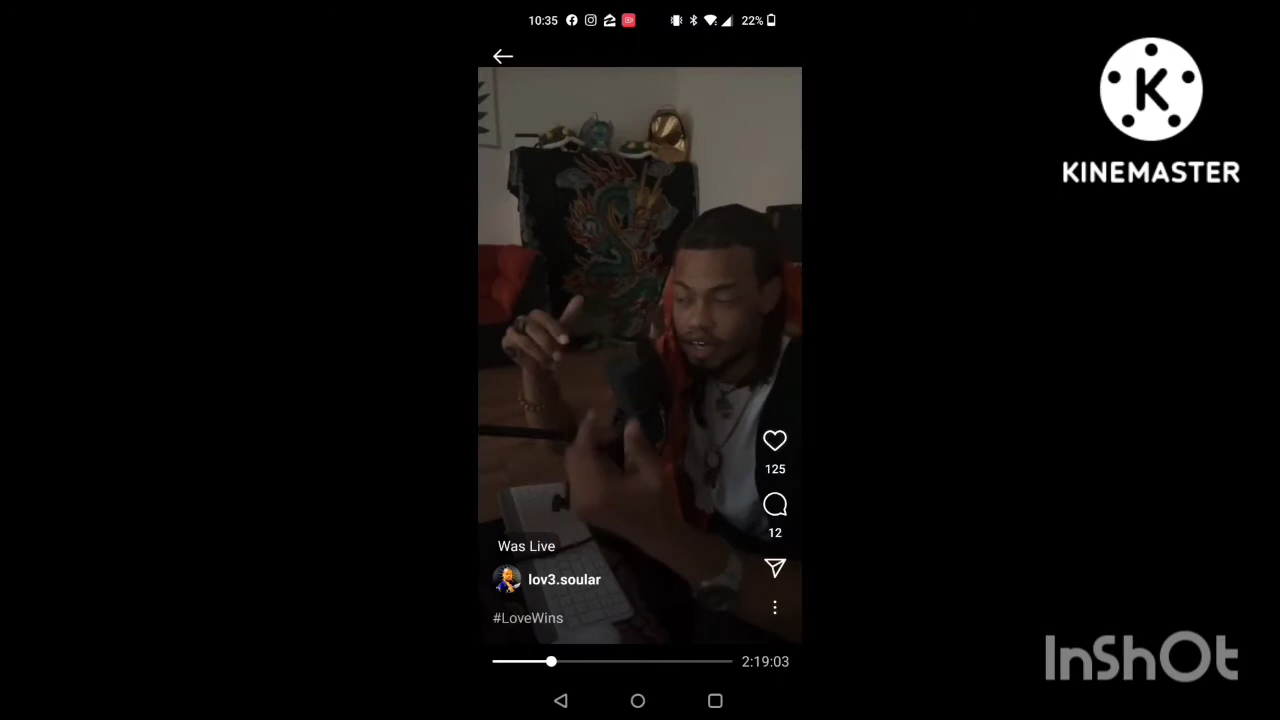 10:35
22%
K
KINEMASTER
125
12
Was Live
lov3.soular
#LoveWins
2:19:03
InShOt